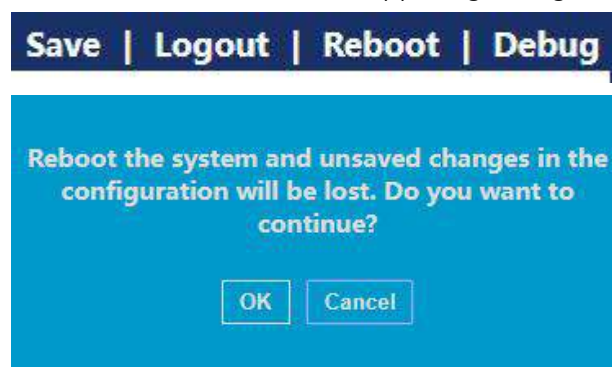 Save | Logout | Reboot | Debug
Reboot the system and unsaved changes in the
configuration will be lost. Do you want to
continue?
OK Cancel